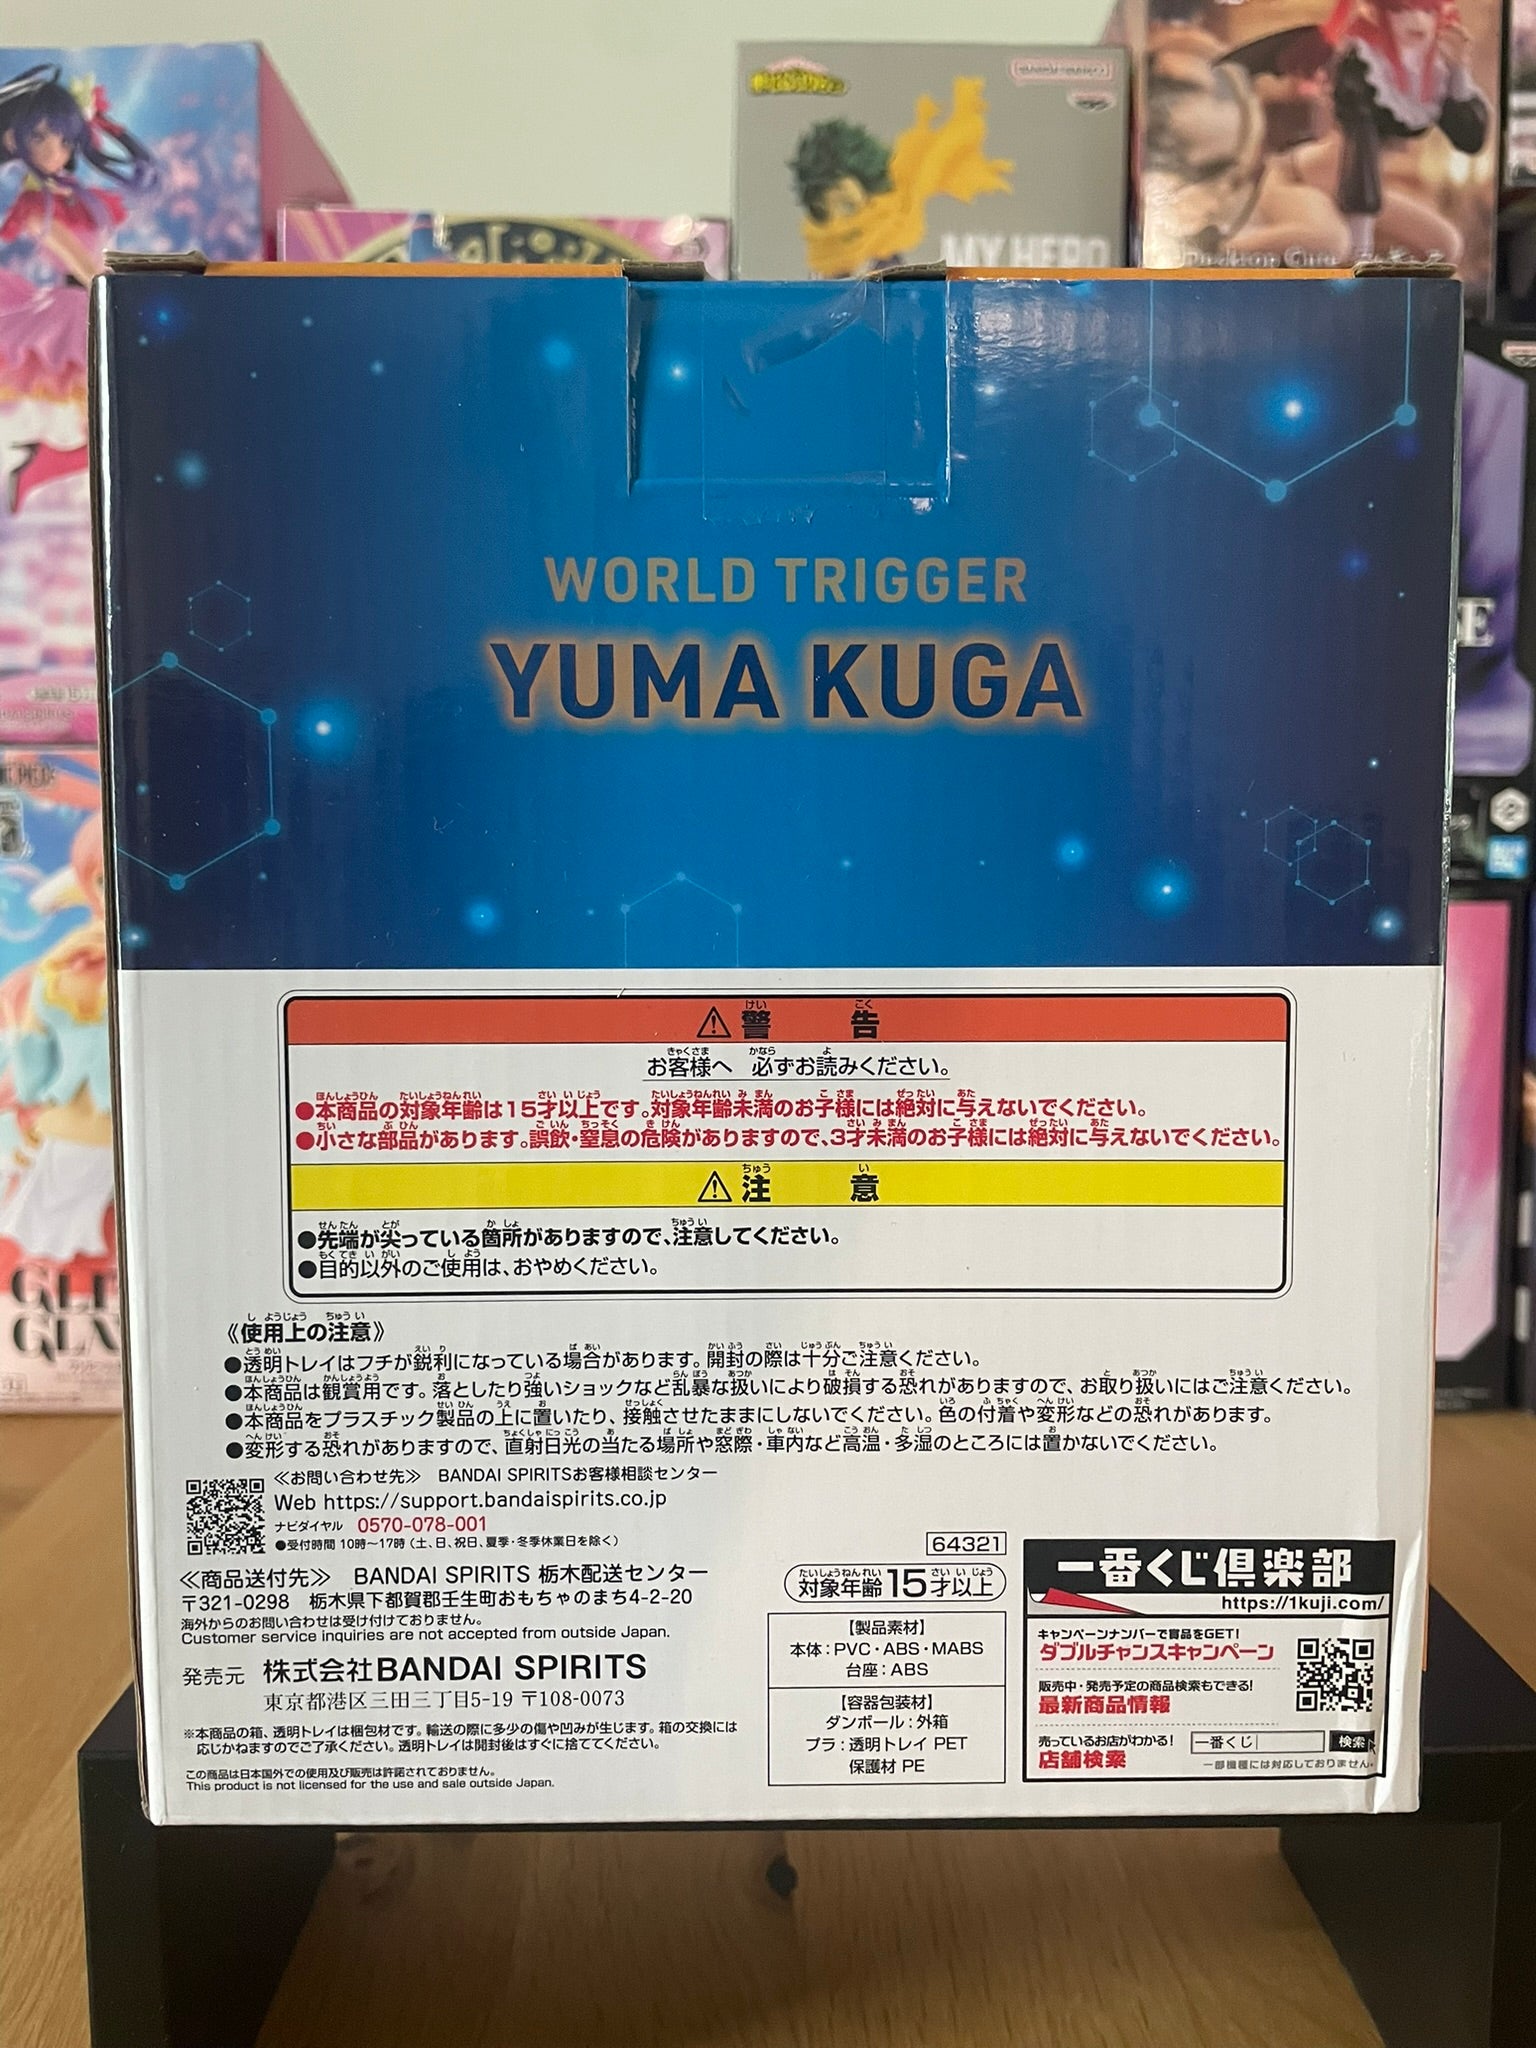 MY HERO
WORLD TRIGGER
YUMA KUGA
警告
お客様へ 必ずお読みください。
●本商品の対象年齢は15才以上です。対象年齢未満のお子様には絶対に与えないでください。
●小さな部品があります。誤飲・窒息の危険がありますので、3才未満のお子様には絶対に与えないでください。
注意
●先端が尖っている箇所がありますので、注意してください。
●目的以外のご使用は、おやめください。
《使用上の注意》
●透明トレイはフチが鋭利になっている場合があります。開封の際は十分ご注意ください。
●本商品は観賞用です。落としたり強いショックなど乱暴な扱いにより破損する恐れがありますので、お取り扱いにはご注意ください。
●本商品をプラスチック製品の上に置いたり、接触させたままにしないでください。色の付着や変形などの恐れがあります。
●変形する恐れがありますので、直射日光の当たる場所や窓際・車内など高温・多湿のところには置かないでください。
≪お問い合わせ先≫ BANDAI SPIRITSお客様相談センター
Web https://support.bandaispirits.co.jp
ナビダイヤル 0570-078-001
●受付時間 10時〜17時(土、日、祝日、夏季・冬季休業日を除く)
≪商品送付先≫ BANDAI SPIRITS 栃木配送センター
〒321-0298 栃木県下都賀郡壬生町おもちゃのまち4-2-20
海外からのお問い合わせは受け付けておりません。
Customer service inquiries are not accepted from outside Japan.
発売元 株式会社BANDAI SPIRITS
東京都港区三田三丁目5-19 〒108-0073
※本商品の箱、透明トレイは梱包材です。輸送の際に多少の傷や凹みが生じます。箱の交換には
応じかねますのでご了承ください。透明トレイは開封後はすぐに捨ててください。
この商品は日本国外での使用及び販売は許諾されておりません。
This product is not licensed for the use and sale outside Japan.
64321
対象年齢15才以上
【製品素材】
本体:PVC・ABS・MABS
台座:ABS
【容器包装材】
ダンボール:外箱
プラ:透明トレイ PET
保護材 PE
一番くじ倶楽部
https://1kuji.com/
キャンペーンナンバーで賞品をGET!
ダブルチャンスキャンペーン
販売中・発売予定の商品検索もできる!
最新商品情報
売っているお店がわかる!
店舗検索
一番くじ 検索
一部機種には対応しておりません。